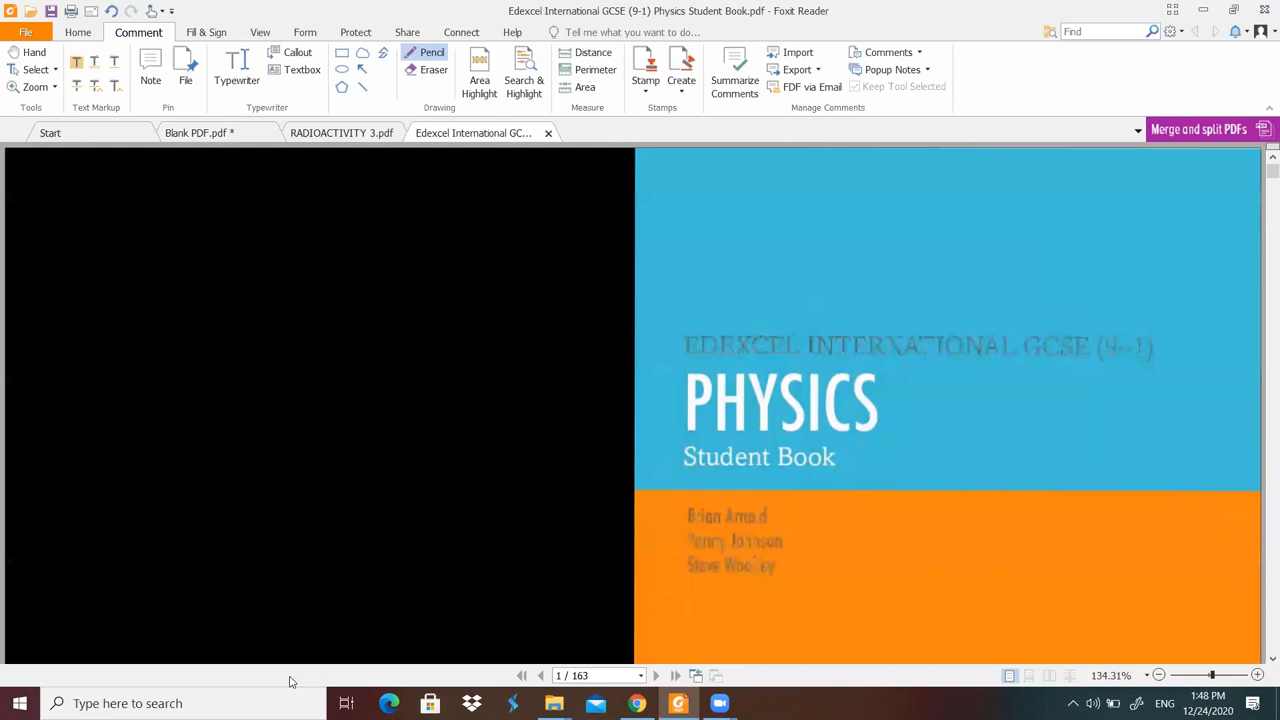 Edexcel International GCSE (9-1) Physics Student Book.pdf - Foxit Reader
File Home Comment Fill & Sign View Form Protect Share Connect Help Tell me what you want to do... Find
Hand Callout Pencil Distance Import Comments
Select Textbox Eraser Perimeter Export Popup Notes
Zoom Note File Typewriter Area Highlight Search & Highlight Area Stamp Create Summarize Comments FDF via Email Keep Tool Selected
Tools Text Markup Pin Typewriter Drawing Measure Stamps Manage Comments
Start Blank PDF.pdf * RADIOACTIVITY 3.pdf Edexcel International GC... Merge and split PDFs
EDEXCEL INTERNATIONAL GCSE (9–1)
PHYSICS
Student Book
Brian Arnold
Penny Johnson
Steve Woolley
1 / 163 134.31%
Type here to search ENG 1:48 PM
12/24/2020